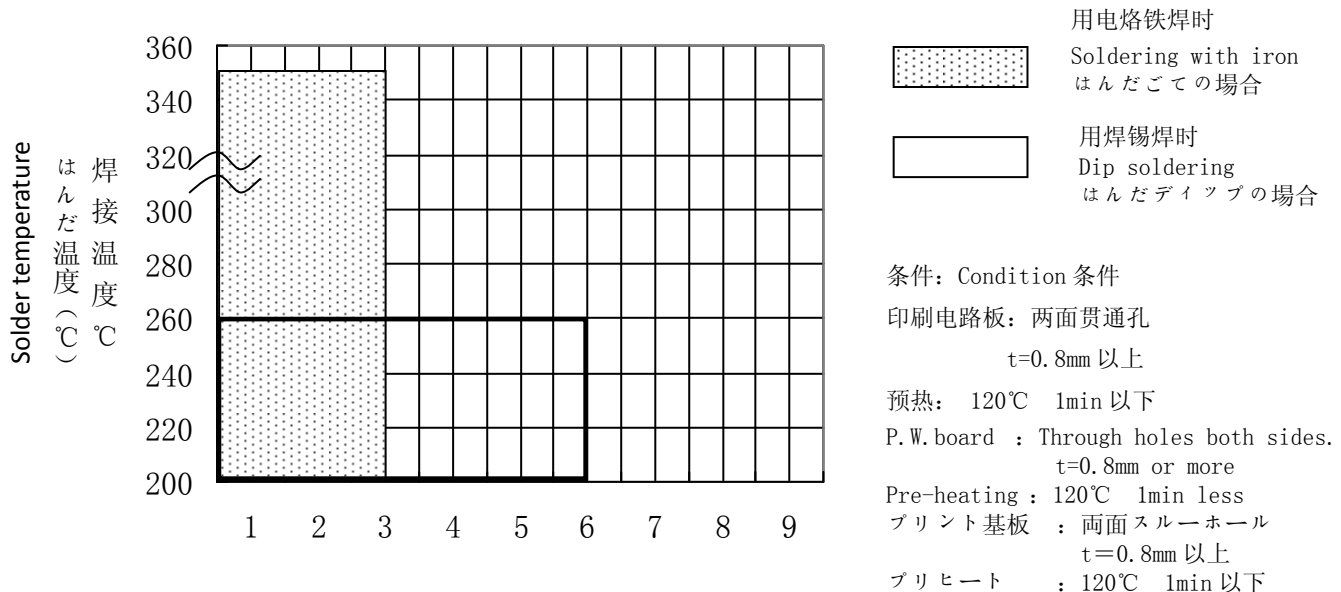 360
340
320
300
280
260
240
220
200
1 2 3 4 5 6 7 8 9
Solder temperature
はんだ温度(℃)
焊接温度℃
用电烙铁焊时
Soldering with iron
はんだごての場合
用焊锡焊时
Dip soldering
はんだディップの場合
条件: Condition 条件
印刷电路板: 两面贯通孔
t=0.8mm 以上
预热: 120℃ 1min 以下
P.W.board : Through holes both sides.
t=0.8mm or more
Pre-heating : 120℃ 1min less
プリント基板 : 両面スルーホール
t=0.8mm 以上
プリヒート : 120℃ 1min 以下